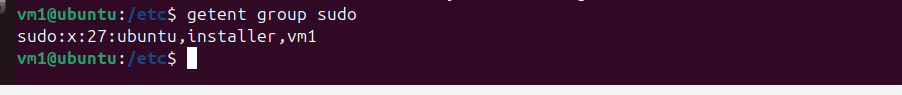 vm1@ubuntu:/etc$ getent group sudo
sudo:x:27:ubuntu,installer,vm1
vm1@ubuntu:/etc$